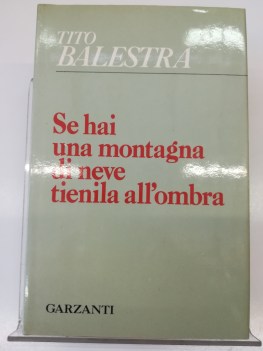 TITO
BALESTRA
Se hai
una montagna
di neve
tienila all'ombra
GARZANTI